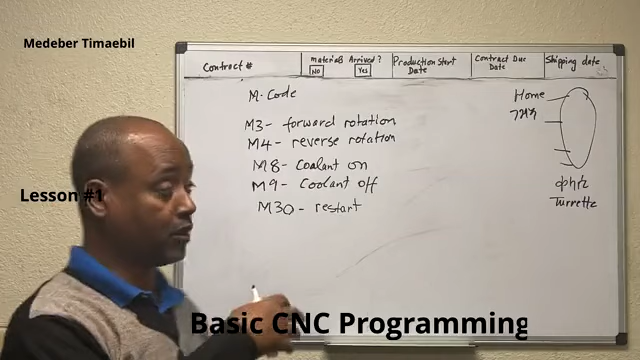 Medeber Timaebil
Contract #
materials Arrived?
NO Yes
Production Start Date
Contract Due Date
Shipping date
M-Code
M3- forward rotation
M4- reverse rotation
M8- Coolant on
M9- Coolant off
M30- restart
Home
Turrette
Lesson #1
Basic CNC Programming